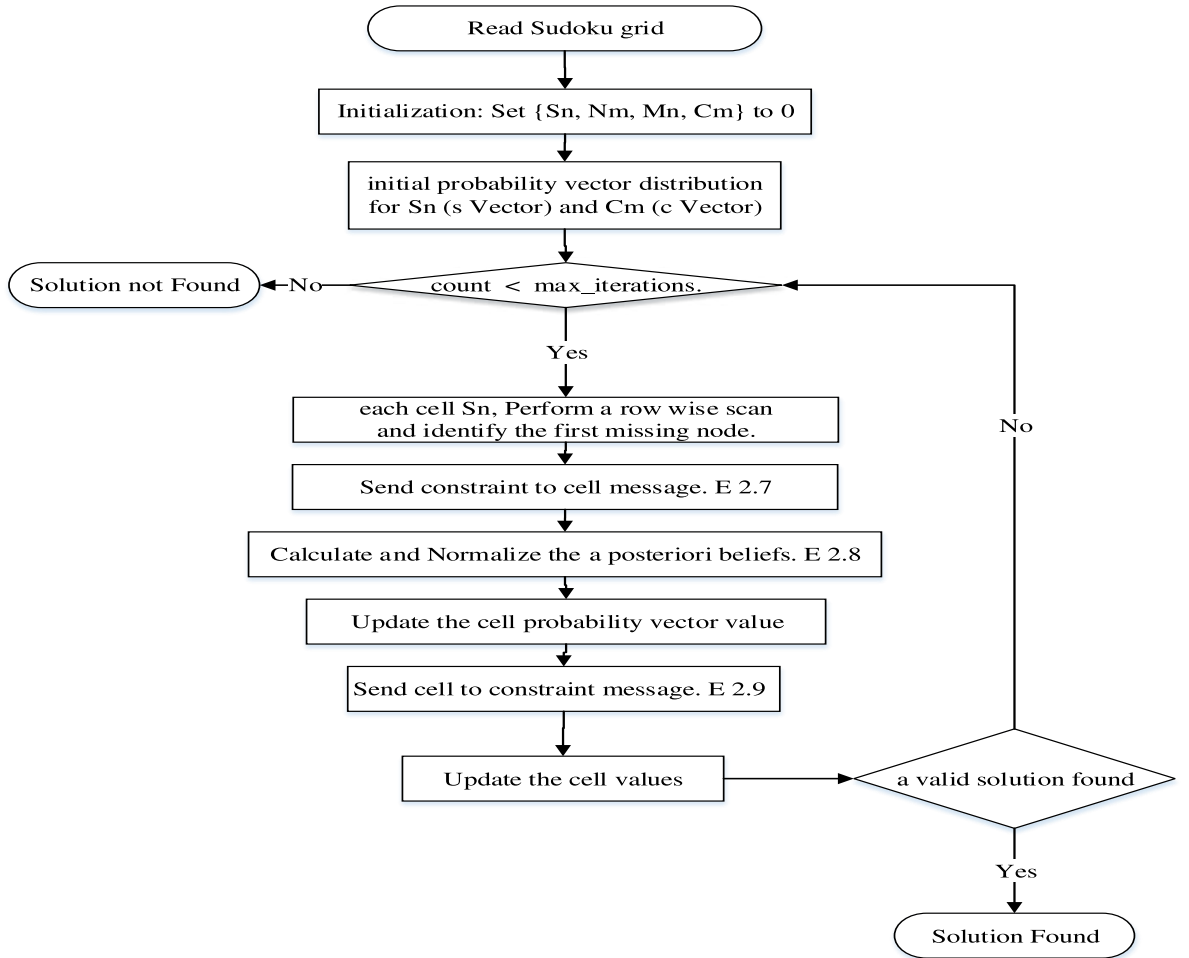 Read Sudoku grid
Initialization: Set {Sn, Nm, Mn, Cm} to 0
initial probability vector distribution
for Sn (s Vector) and Cm (c Vector)
Solution not Found
No
count < max_iterations.
Yes
each cell Sn, Perform a row wise scan
and identify the first missing node.
No
Send constraint to cell message. E 2.7
Calculate and Normalize the a posteriori beliefs. E 2.8
Update the cell probability vector value
Send cell to constraint message. E 2.9
Update the cell values
a valid solution found
Yes
Solution Found